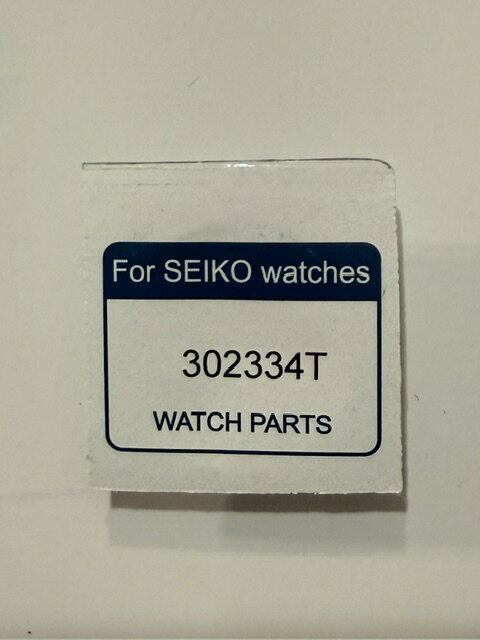 For SEIKO watches
302334T
WATCH PARTS